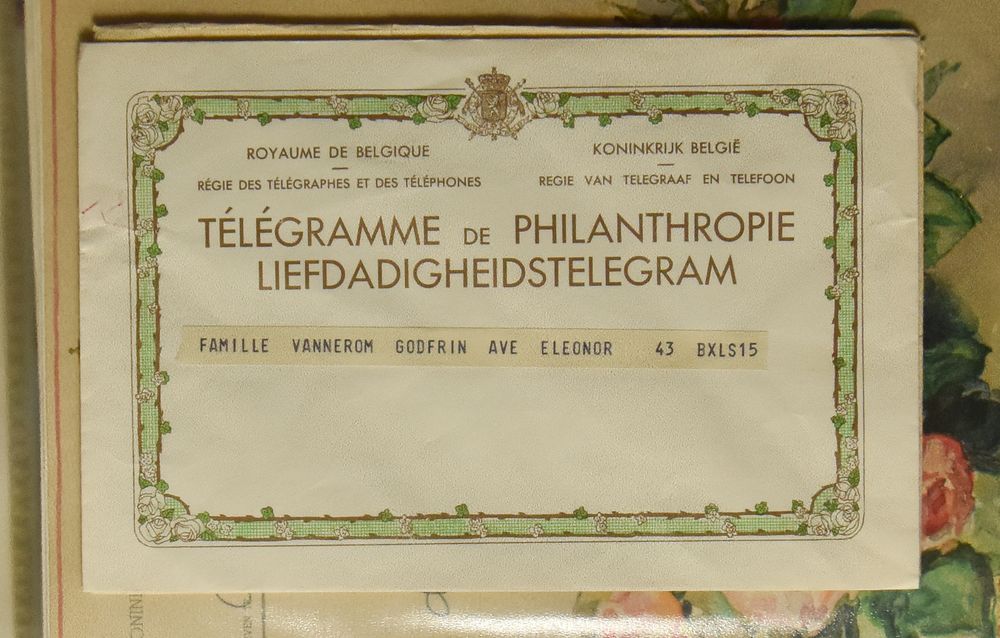 ROYAUME DE BELGIQUE
RÉGIE DES TÉLÉGRAPHES ET DES TÉLÉPHONES
KONINKRIJK BELGIË
REGIE VAN TELEGRAAF EN TELEFOON
TÉLÉGRAMME DE PHILANTHROPIE
LIEFDADIGHEIDSTELEGRAM
FAMILLE VANNEROM GODFRIN AVE ELEONOR 43 BXLS15